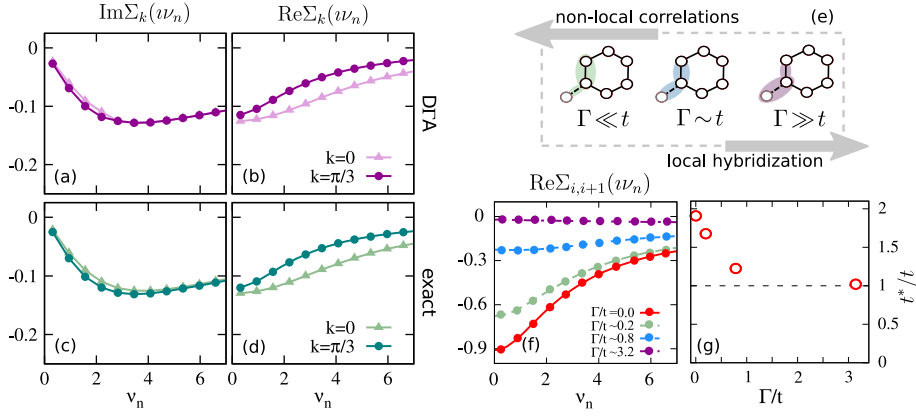 ImΣk(ινn)
ReΣk(ινn)
0
-0.1
-0.2
(a)
(b)
k=0
k=π/3
DΓA
0
-0.1
-0.2
(c)
(d)
k=0
k=π/3
exact
0 2 4 6
νn
0 2 4 6
νn
non-local correlations
(e)
Γ ≪ t
Γ ∼ t
Γ ≫ t
local hybridization
ReΣi,i+1(ινn)
0
-0.3
-0.6
-0.9
Γ/t=0.0
Γ/t~0.2
Γ/t~0.8
Γ/t~3.2
(f)
0 2 4 6
νn
(g)
2
1.5
1
0.5
0
t*/t
0 1 2 3
Γ/t